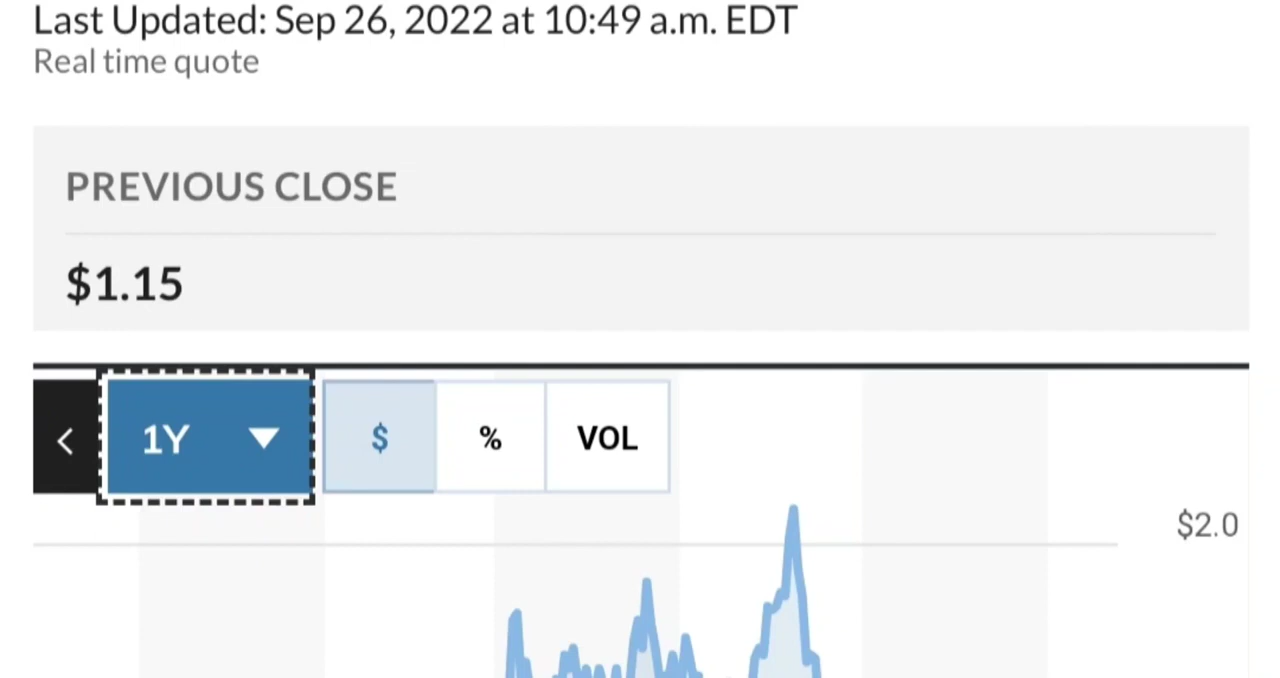 Last Updated: Sep 26, 2022 at 10:49 a.m. EDT
Real time quote
PREVIOUS CLOSE
$1.15
1Y $ % VOL
$2.0